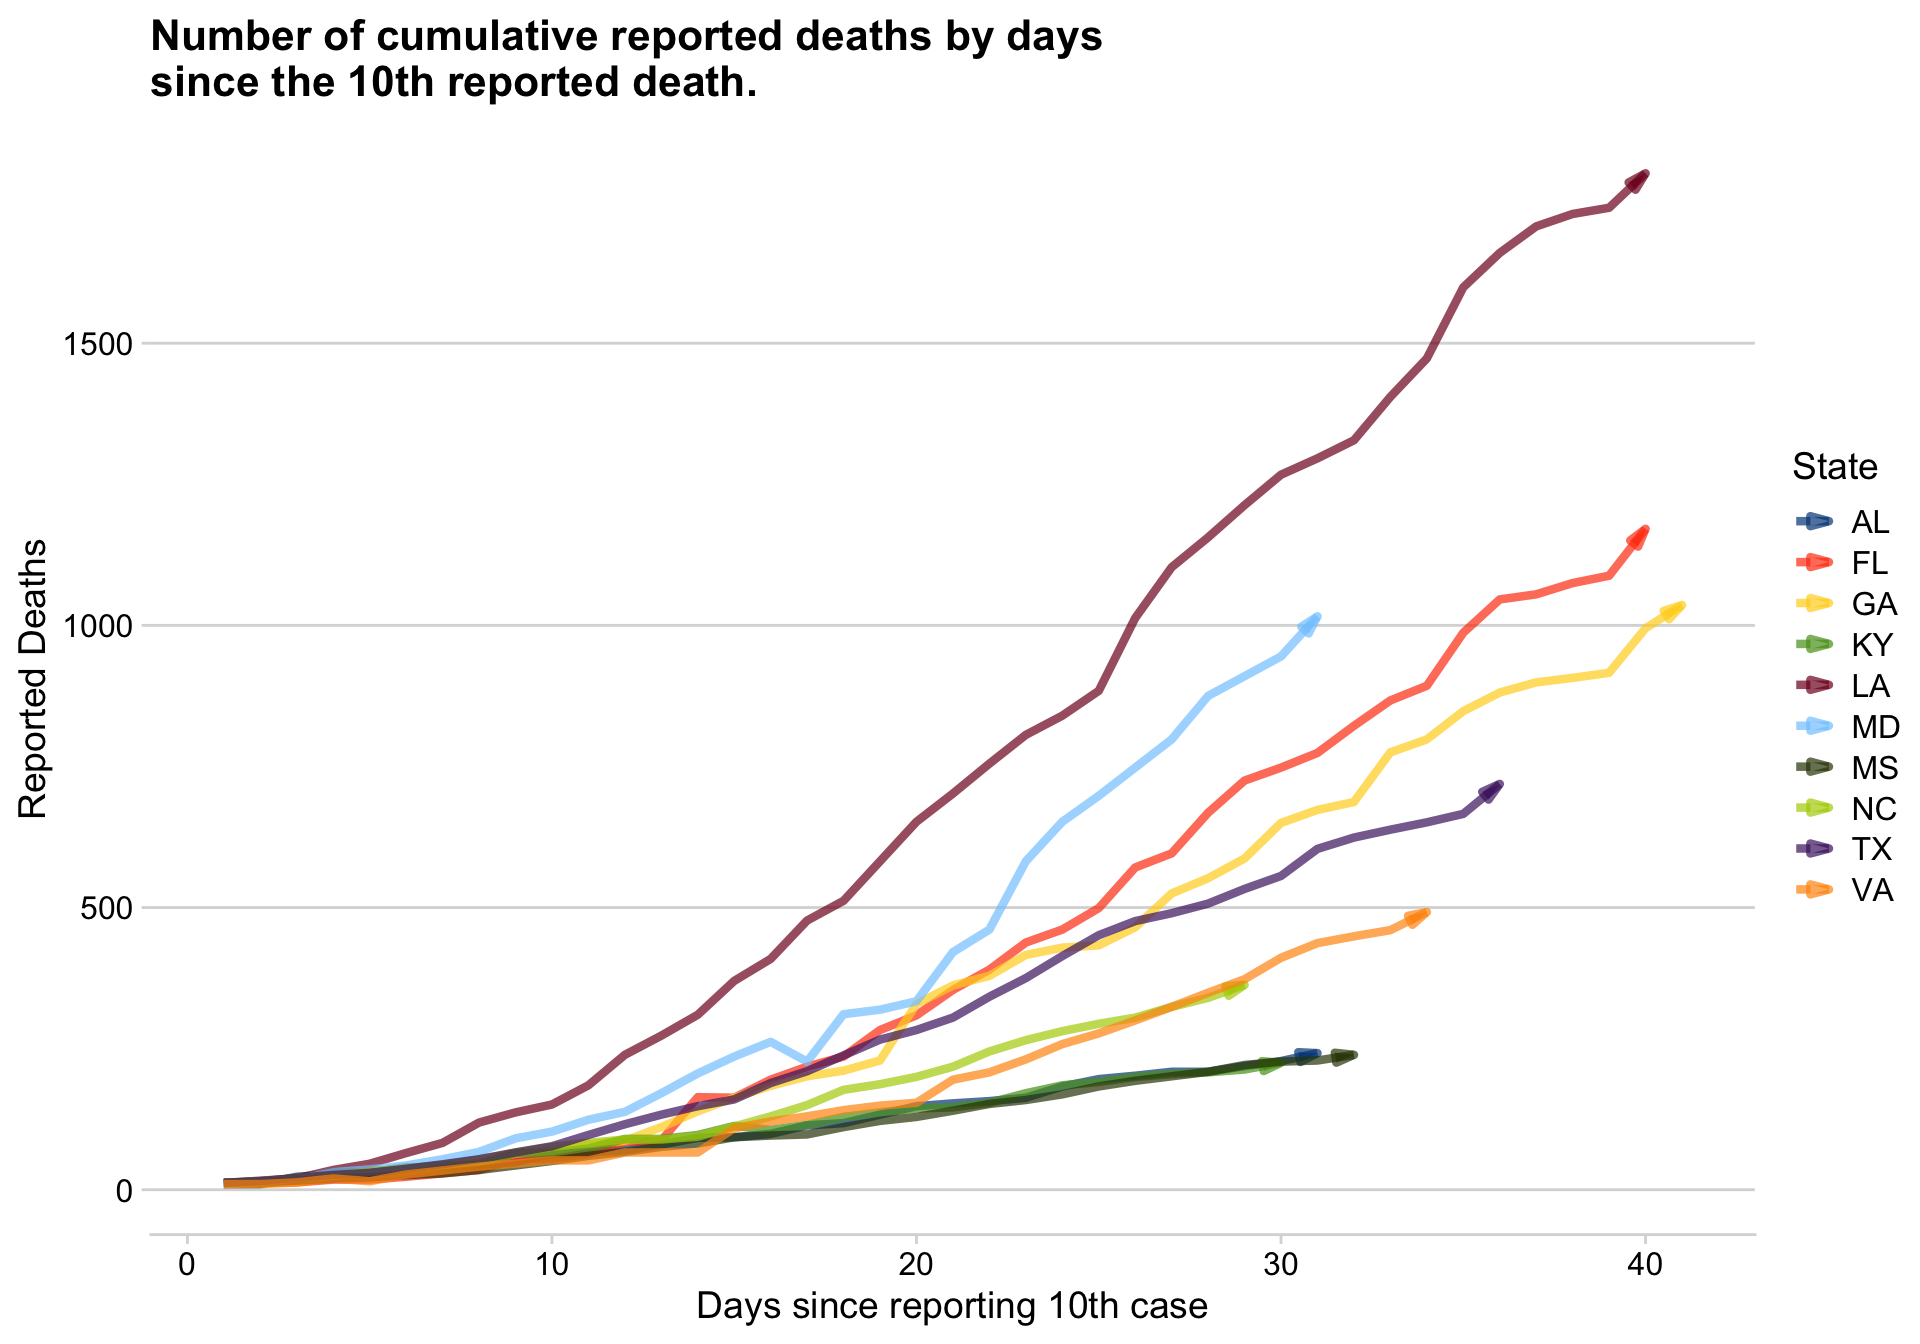 Number of cumulative reported deaths by days
since the 10th reported death.
Reported Deaths
1500
1000
500
0
0
10
20
30
40
Days since reporting 10th case
State
AL
FL
GA
KY
LA
MD
MS
NC
TX
VA